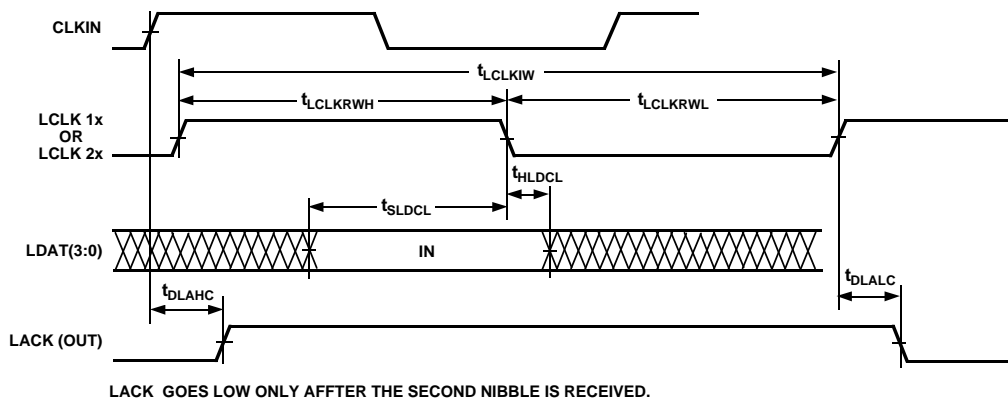 CLKIN
tLCLKIW
tLCLKRWH
tLCLKRWL
LCLK 1x
OR
LCLK 2x
tHLDCL
tSLDCL
LDAT(3:0)
IN
tDLAHC
tDLALC
LACK (OUT)
LACK GOES LOW ONLY AFFTER THE SECOND NIBBLE IS RECEIVED.